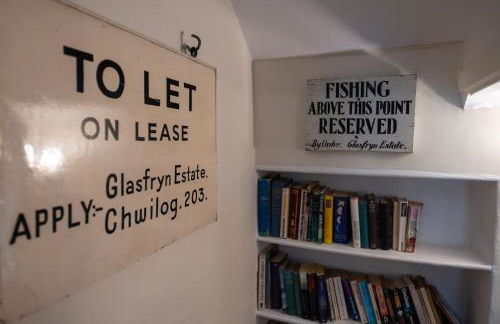 TO LET
ON LEASE
APPLY:- Glasfryn Estate.
Chwilog. 203.
FISHING
ABOVE THIS POINT
RESERVED
By Order. Glasfryn Estate.